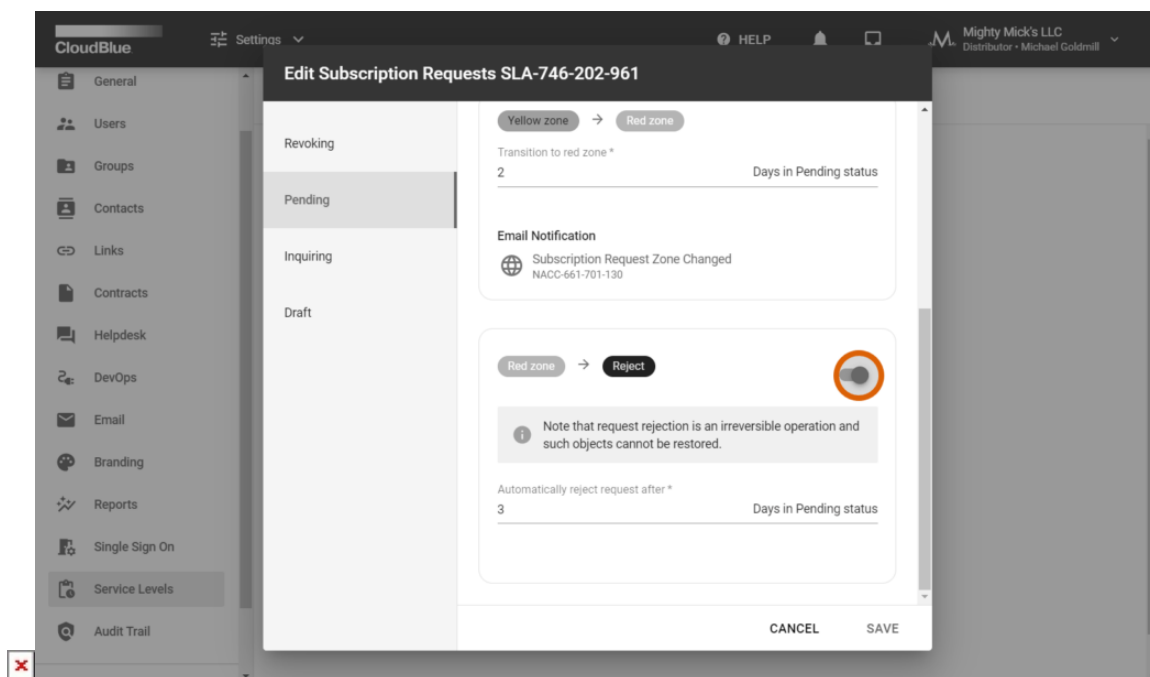 CloudBlue
Settings
HELP
Mighty Mick's LLC
Distributor • Michael Goldmill
General
Users
Groups
Contacts
Links
Contracts
Helpdesk
DevOps
Email
Branding
Reports
Single Sign On
Service Levels
Audit Trail
Edit Subscription Requests SLA-746-202-961
Revoking
Pending
Inquiring
Draft
Yellow zone → Red zone
Transition to red zone *
2 Days in Pending status
Email Notification
Subscription Request Zone Changed
NACC-661-701-130
Red zone → Reject
Note that request rejection is an irreversible operation and
such objects cannot be restored.
Automatically reject request after *
3 Days in Pending status
CANCEL SAVE